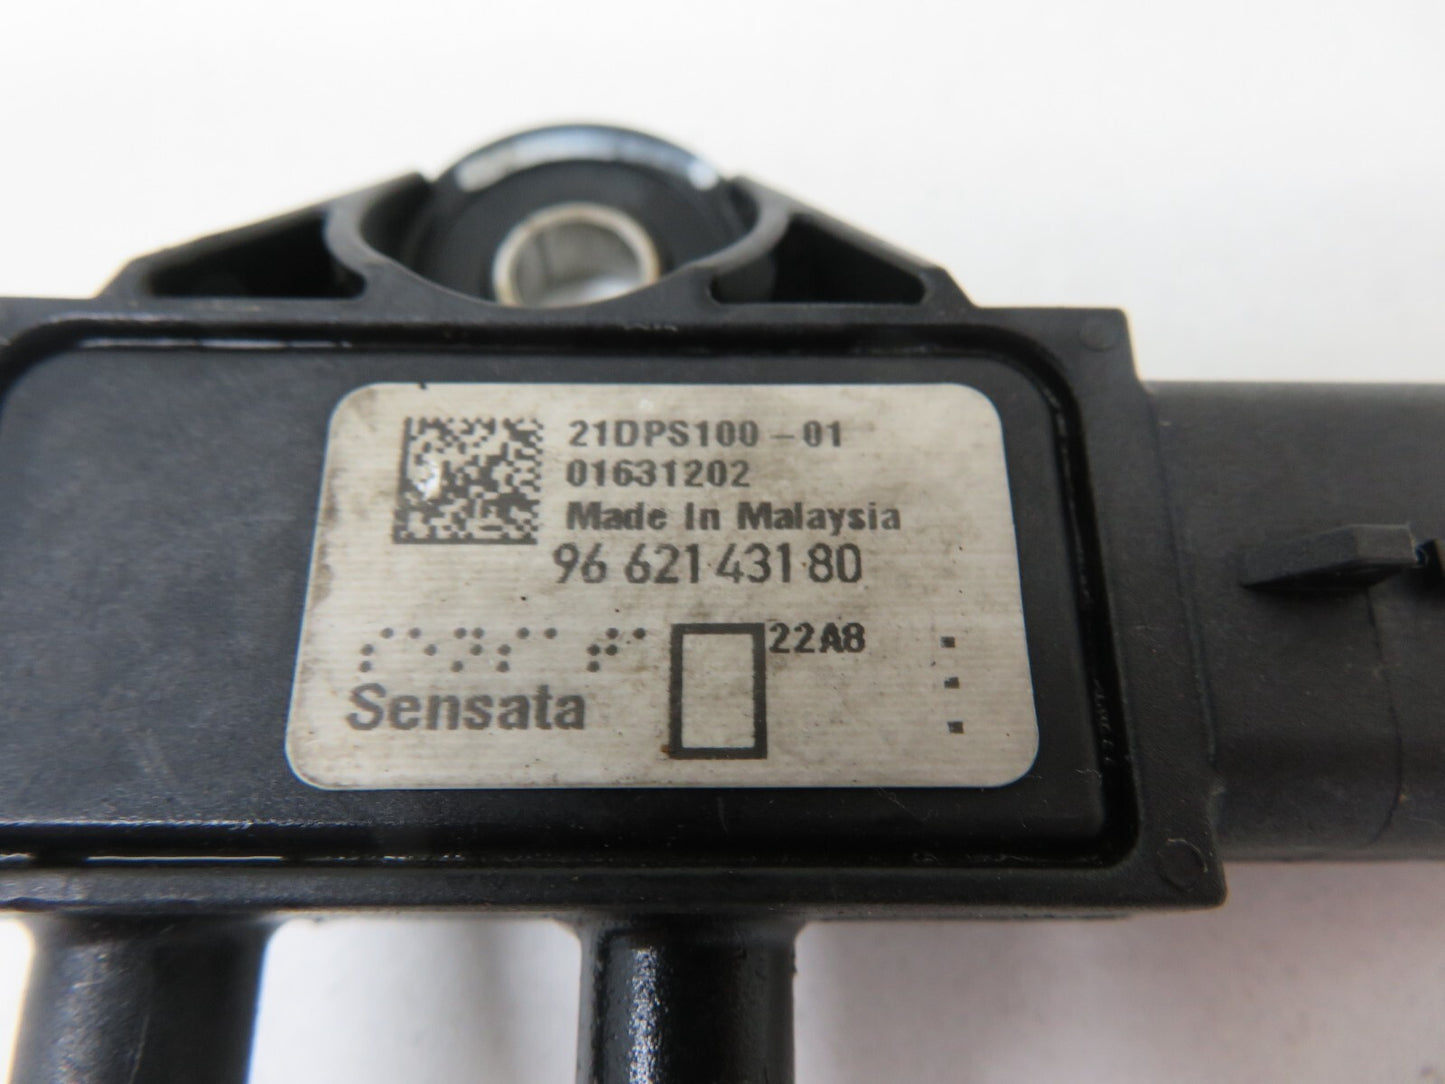 21DPS100-01
01631202
Made In Malaysia
96 621 431 80
22A8
Sensata